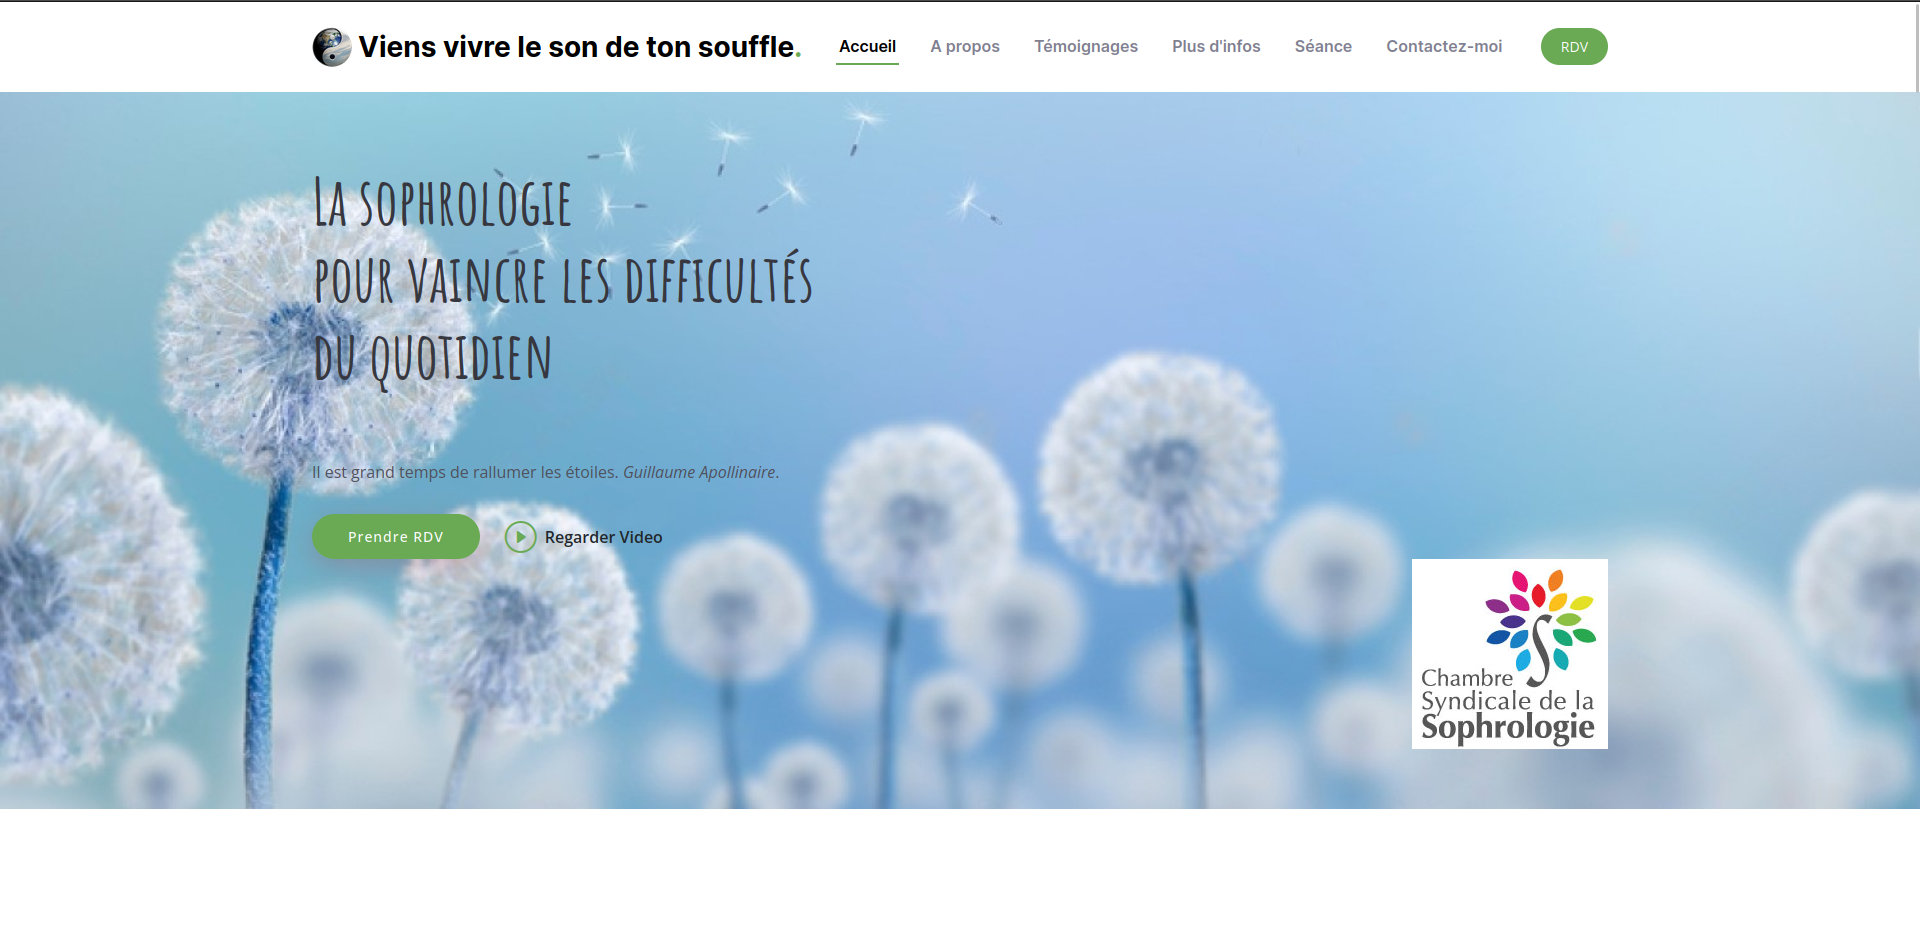 Viens vivre le son de ton souffle.
Accueil
A propos
Témoignages
Plus d'infos
Séance
Contactez-moi
RDV
La sophrologie
pour vaincre les difficultés
du quotidien
Il est grand temps de rallumer les étoiles. Guillaume Apollinaire.
Prendre RDV
Regarder Video
Chambre
Syndicale de la
Sophrologie